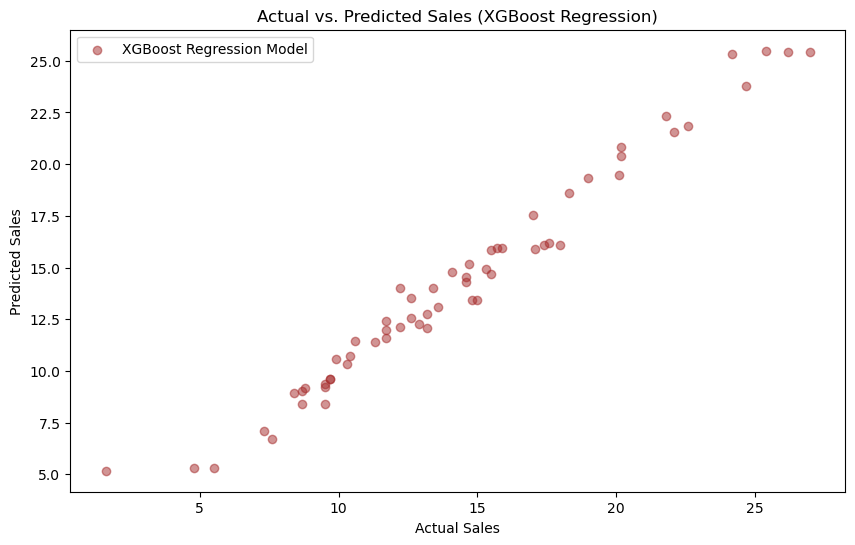 Actual vs. Predicted Sales (XGBoost Regression)
XGBoost Regression Model
Predicted Sales
25.0
22.5
20.0
17.5
15.0
12.5
10.0
7.5
5.0
5 10 15 20 25
Actual Sales